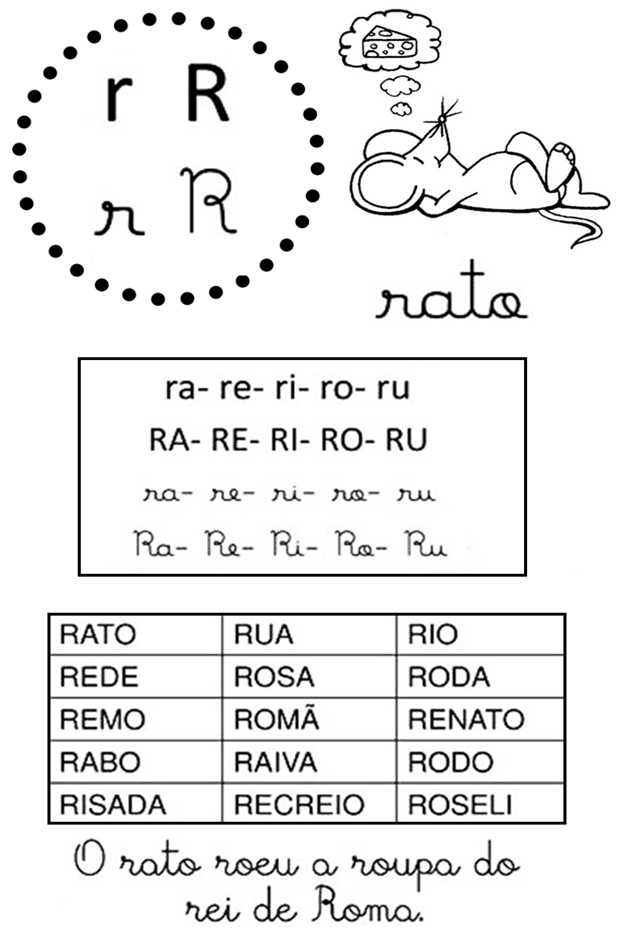 r R
r R
rato
ra- re- ri- ro- ru
RA- RE- RI- RO- RU
ra- re- ri- ro- ru
Ra- Re- Ri- Ro- Ru
RATO RUA RIO
REDE ROSA RODA
REMO ROMÃ RENATO
RABO RAIVA RODO
RISADA RECREIO ROSELI
O rato roeu a roupa do
rei de Roma.